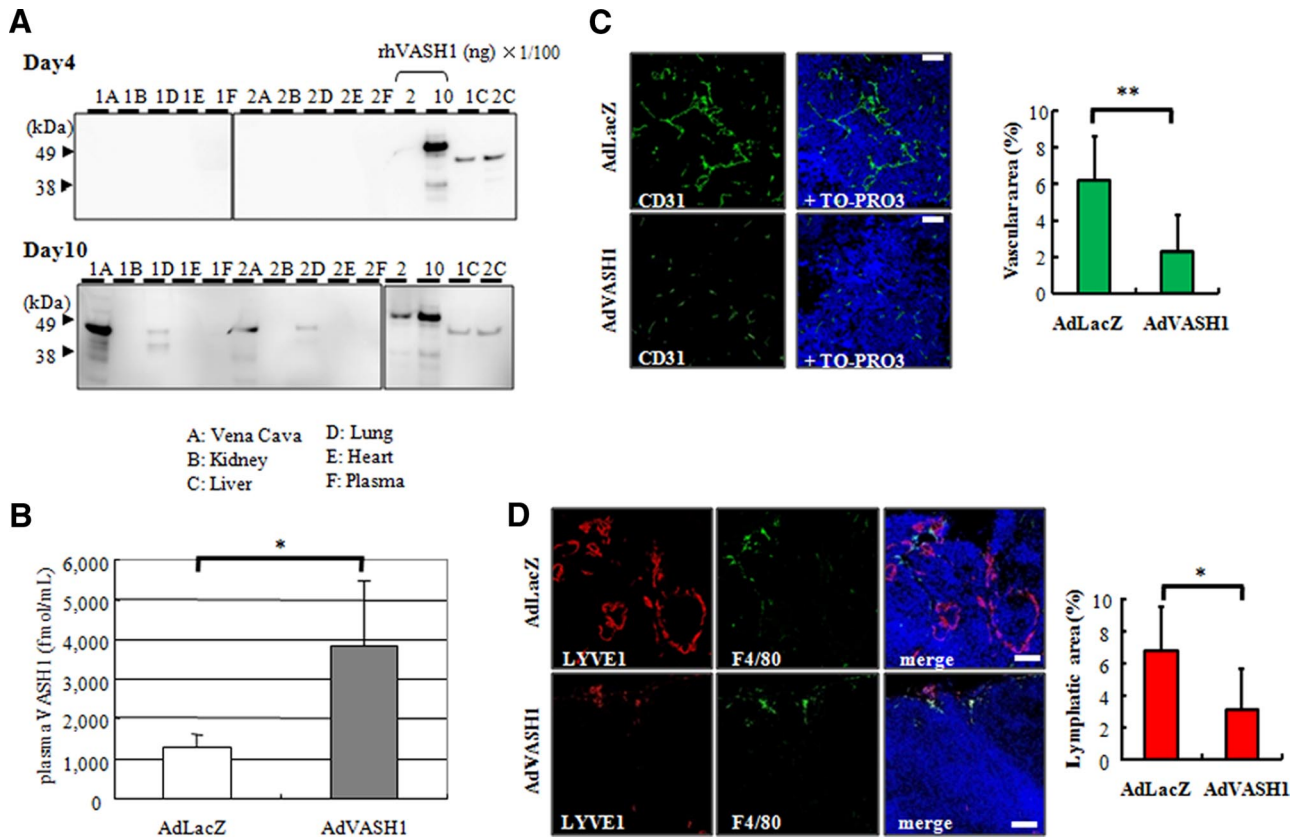 A
rhVASH1 (ng) ×1/100
Day4
1A 1B 1D 1E 1F 2A 2B 2D 2E 2F 2 10 1C 2C
(kDa)
49
38
Day10
1A 1B 1D 1E 1F 2A 2B 2D 2E 2F 2 10 1C 2C
(kDa)
49
38
A: Vena Cava D: Lung
B: Kidney E: Heart
C: Liver F: Plasma
B
plasma VASH1 (fmol/mL)
6,000
5,000
4,000
3,000
2,000
1,000
0
*
AdLacZ AdVASH1
C
AdLacZ
CD31 + TO-PRO3
AdVASH1
CD31 + TO-PRO3
Vascular area (%)
10
8
6
4
2
0
**
AdLacZ AdVASH1
D
AdLacZ
LYVE1 F4/80 merge
AdVASH1
LYVE1 F4/80 merge
Lymphatic area (%)
10
8
6
4
2
0
*
AdLacZ AdVASH1